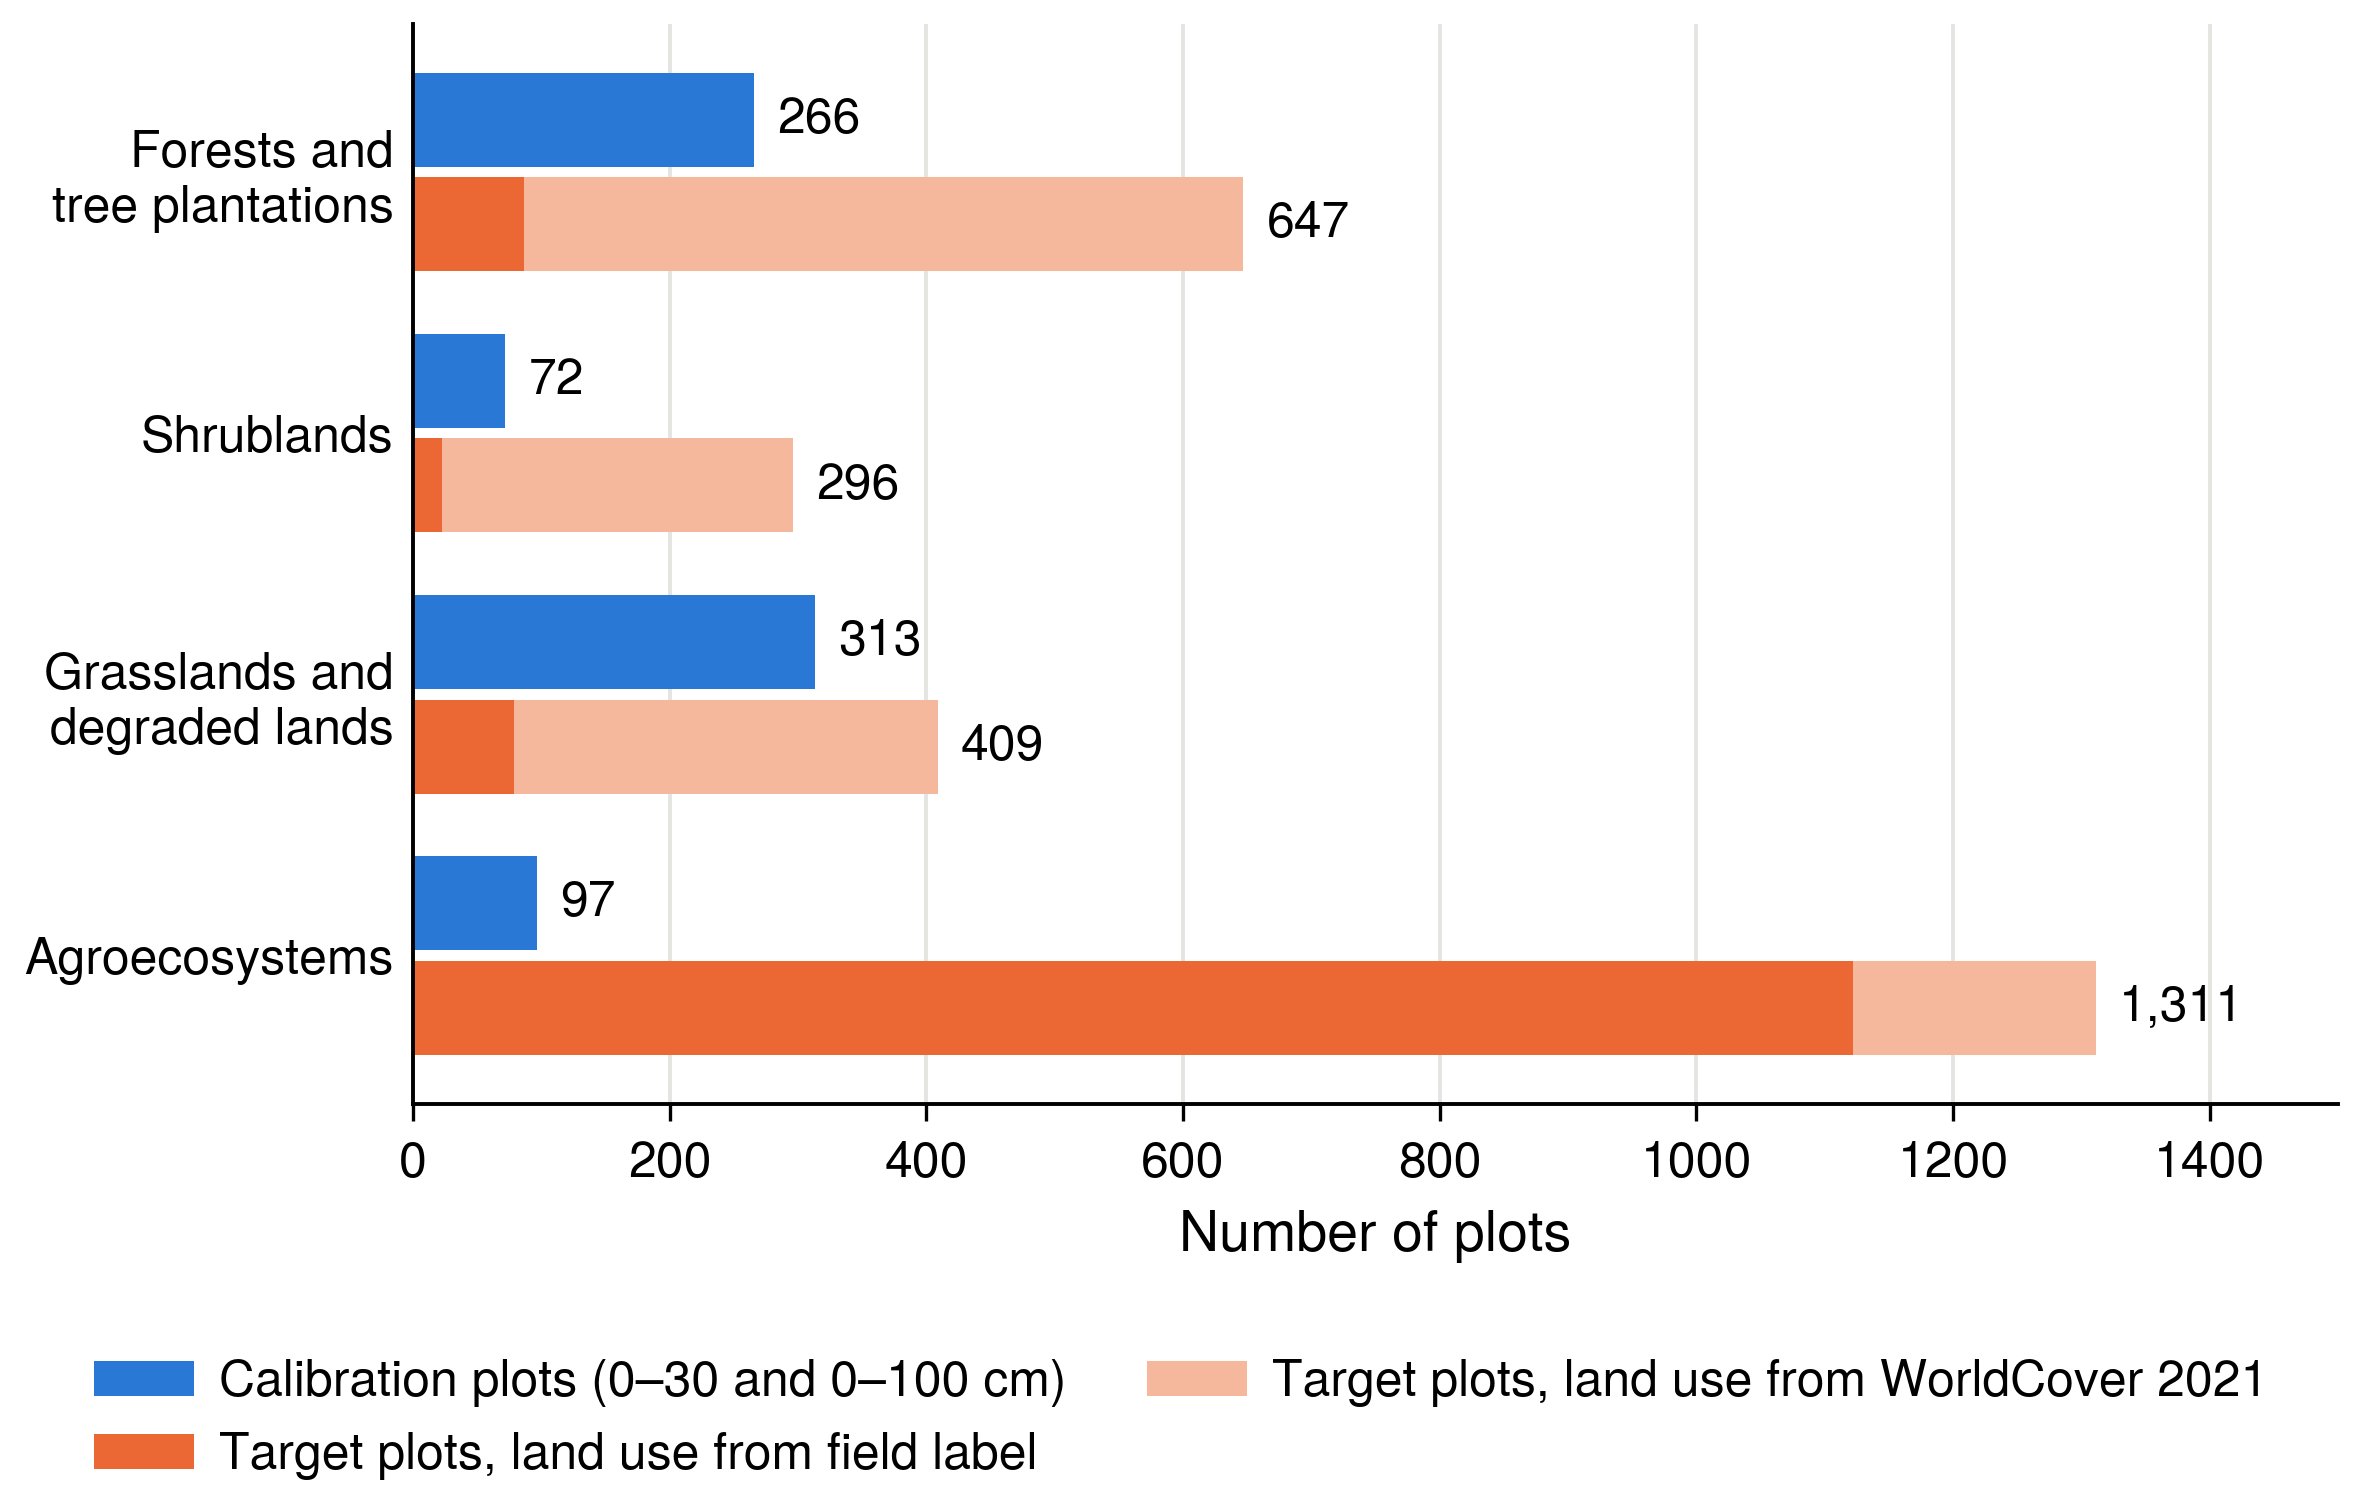 Forests and
tree plantations
266
647
Shrublands
72
296
Grasslands and
degraded lands
313
409
Agroecosystems
97
1,311
0 200 400 600 800 1000 1200 1400
Number of plots
Calibration plots (0–30 and 0–100 cm)
Target plots, land use from field label
Target plots, land use from WorldCover 2021